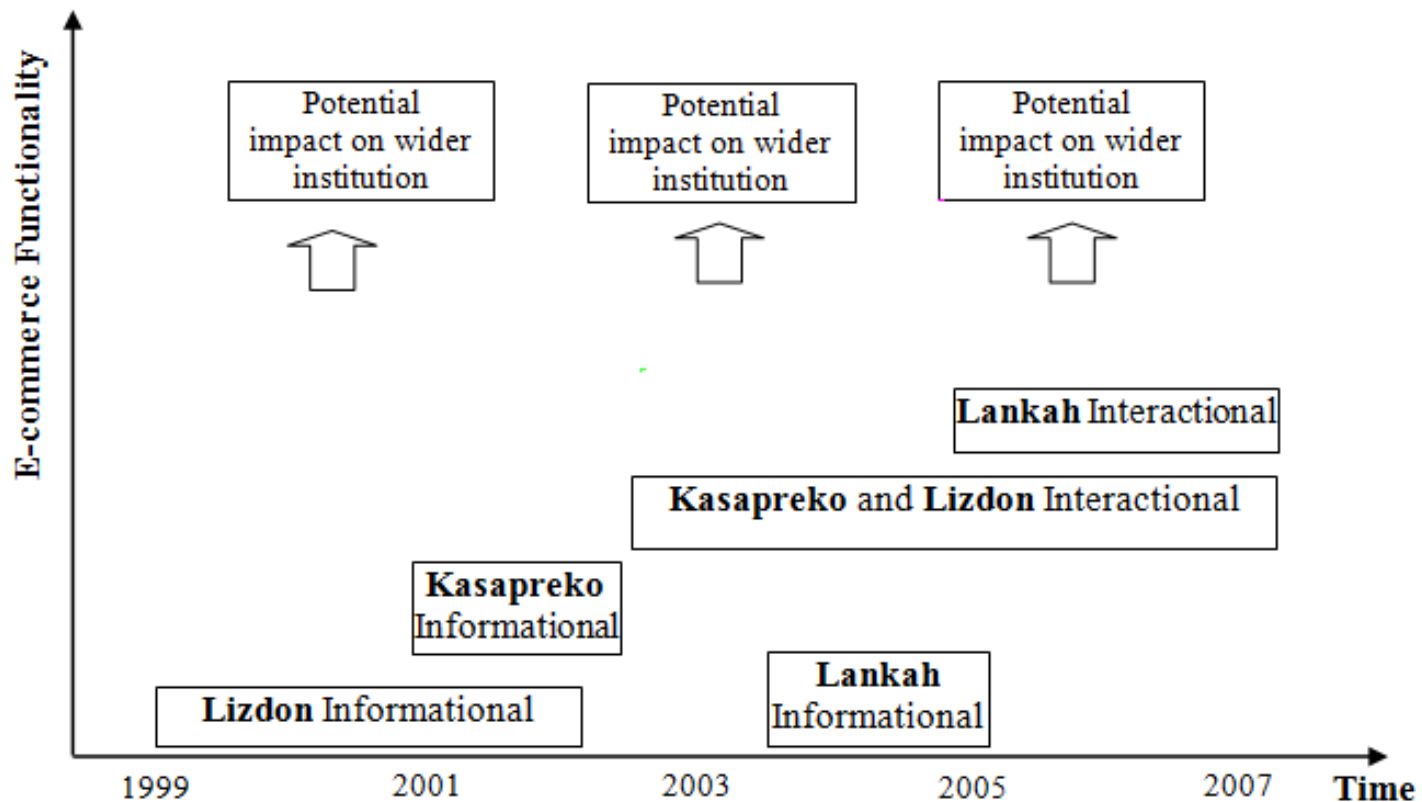 E-commerce Functionality
Potential
impact on wider
institution
Potential
impact on wider
institution
Potential
impact on wider
institution
Lankah Interactional
Kasapreko and Lizdon Interactional
Kasapreko
Informational
Lankah
Informational
Lizdon Informational
1999
2001
2003
2005
2007
Time